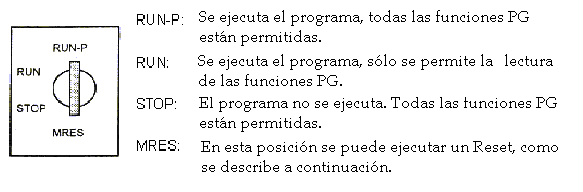 RUN-P
RUN
STOP
MRES
RUN-P: Se ejecuta el programa, todas las funciones PG
están permitidas.
RUN: Se ejecuta el programa, sólo se permite la lectura
de las funciones PG.
STOP: El programa no se ejecuta. Todas las funciones PG
están permitidas.
MRES: En esta posición se puede ejecutar un Reset, como
se describe a continuación.